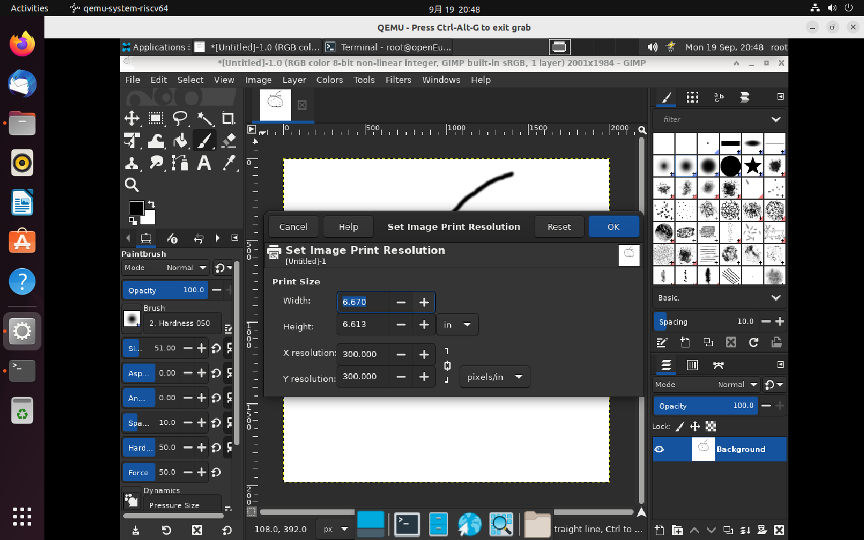 Activities
qemu-system-riscv64
9月 19 20:48
QEMU - Press Ctrl-Alt-G to exit grab
Applications :
*[Untitled]-1.0 (RGB col...
Terminal - root@openEu...
Mon 19 Sep, 20:48
root
*[Untitled]-1.0 (RGB color 8-bit non-linear integer, GIMP built-in sRGB, 1 layer) 2001x1984 – GIMP
File Edit Select View Image Layer Colors Tools Filters Windows Help
0 500 1000 1500 2000
filter
Cancel Help Set Image Print Resolution Reset OK
Set Image Print Resolution
[Untitled]-1
Print Size
Width: 6.670
Height: 6.613 in
X resolution: 300.000
Y resolution: 300.000 pixels/in
Paintbrush
Mode Normal
Opacity 100.0
Brush
2. Hardness 050
Si... 51.00
Asp... 0.00
An... 0.00
Spa... 10.0
Hard... 50.0
Force 50.0
Dynamics
Pressure Size
Basic.
Spacing 10.0
Mode Normal
Opacity 100.0
Lock:
Background
108.0, 392.0 px
traight line, Ctrl to ...